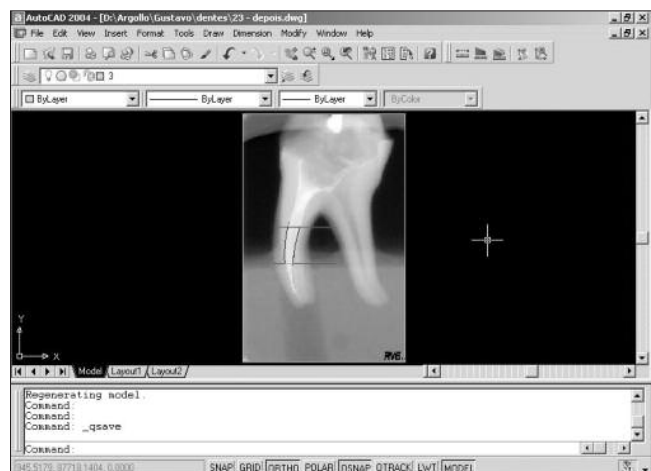 AutoCAD 2004 - [D:\Argollo\Gustavo\dentes\23 - depois.dwg]
File Edit View Insert Format Tools Draw Dimension Modify Window Help
3
ByLayer ByLayer ByLayer ByColor
Y
X
RVG
Model Layout1 Layout2
Regenerating model.
Command:
Command:
Command: _qsave
Command:
SNAP GRID ORTHO POLAR OSNAP OTRACK LWT MODEL